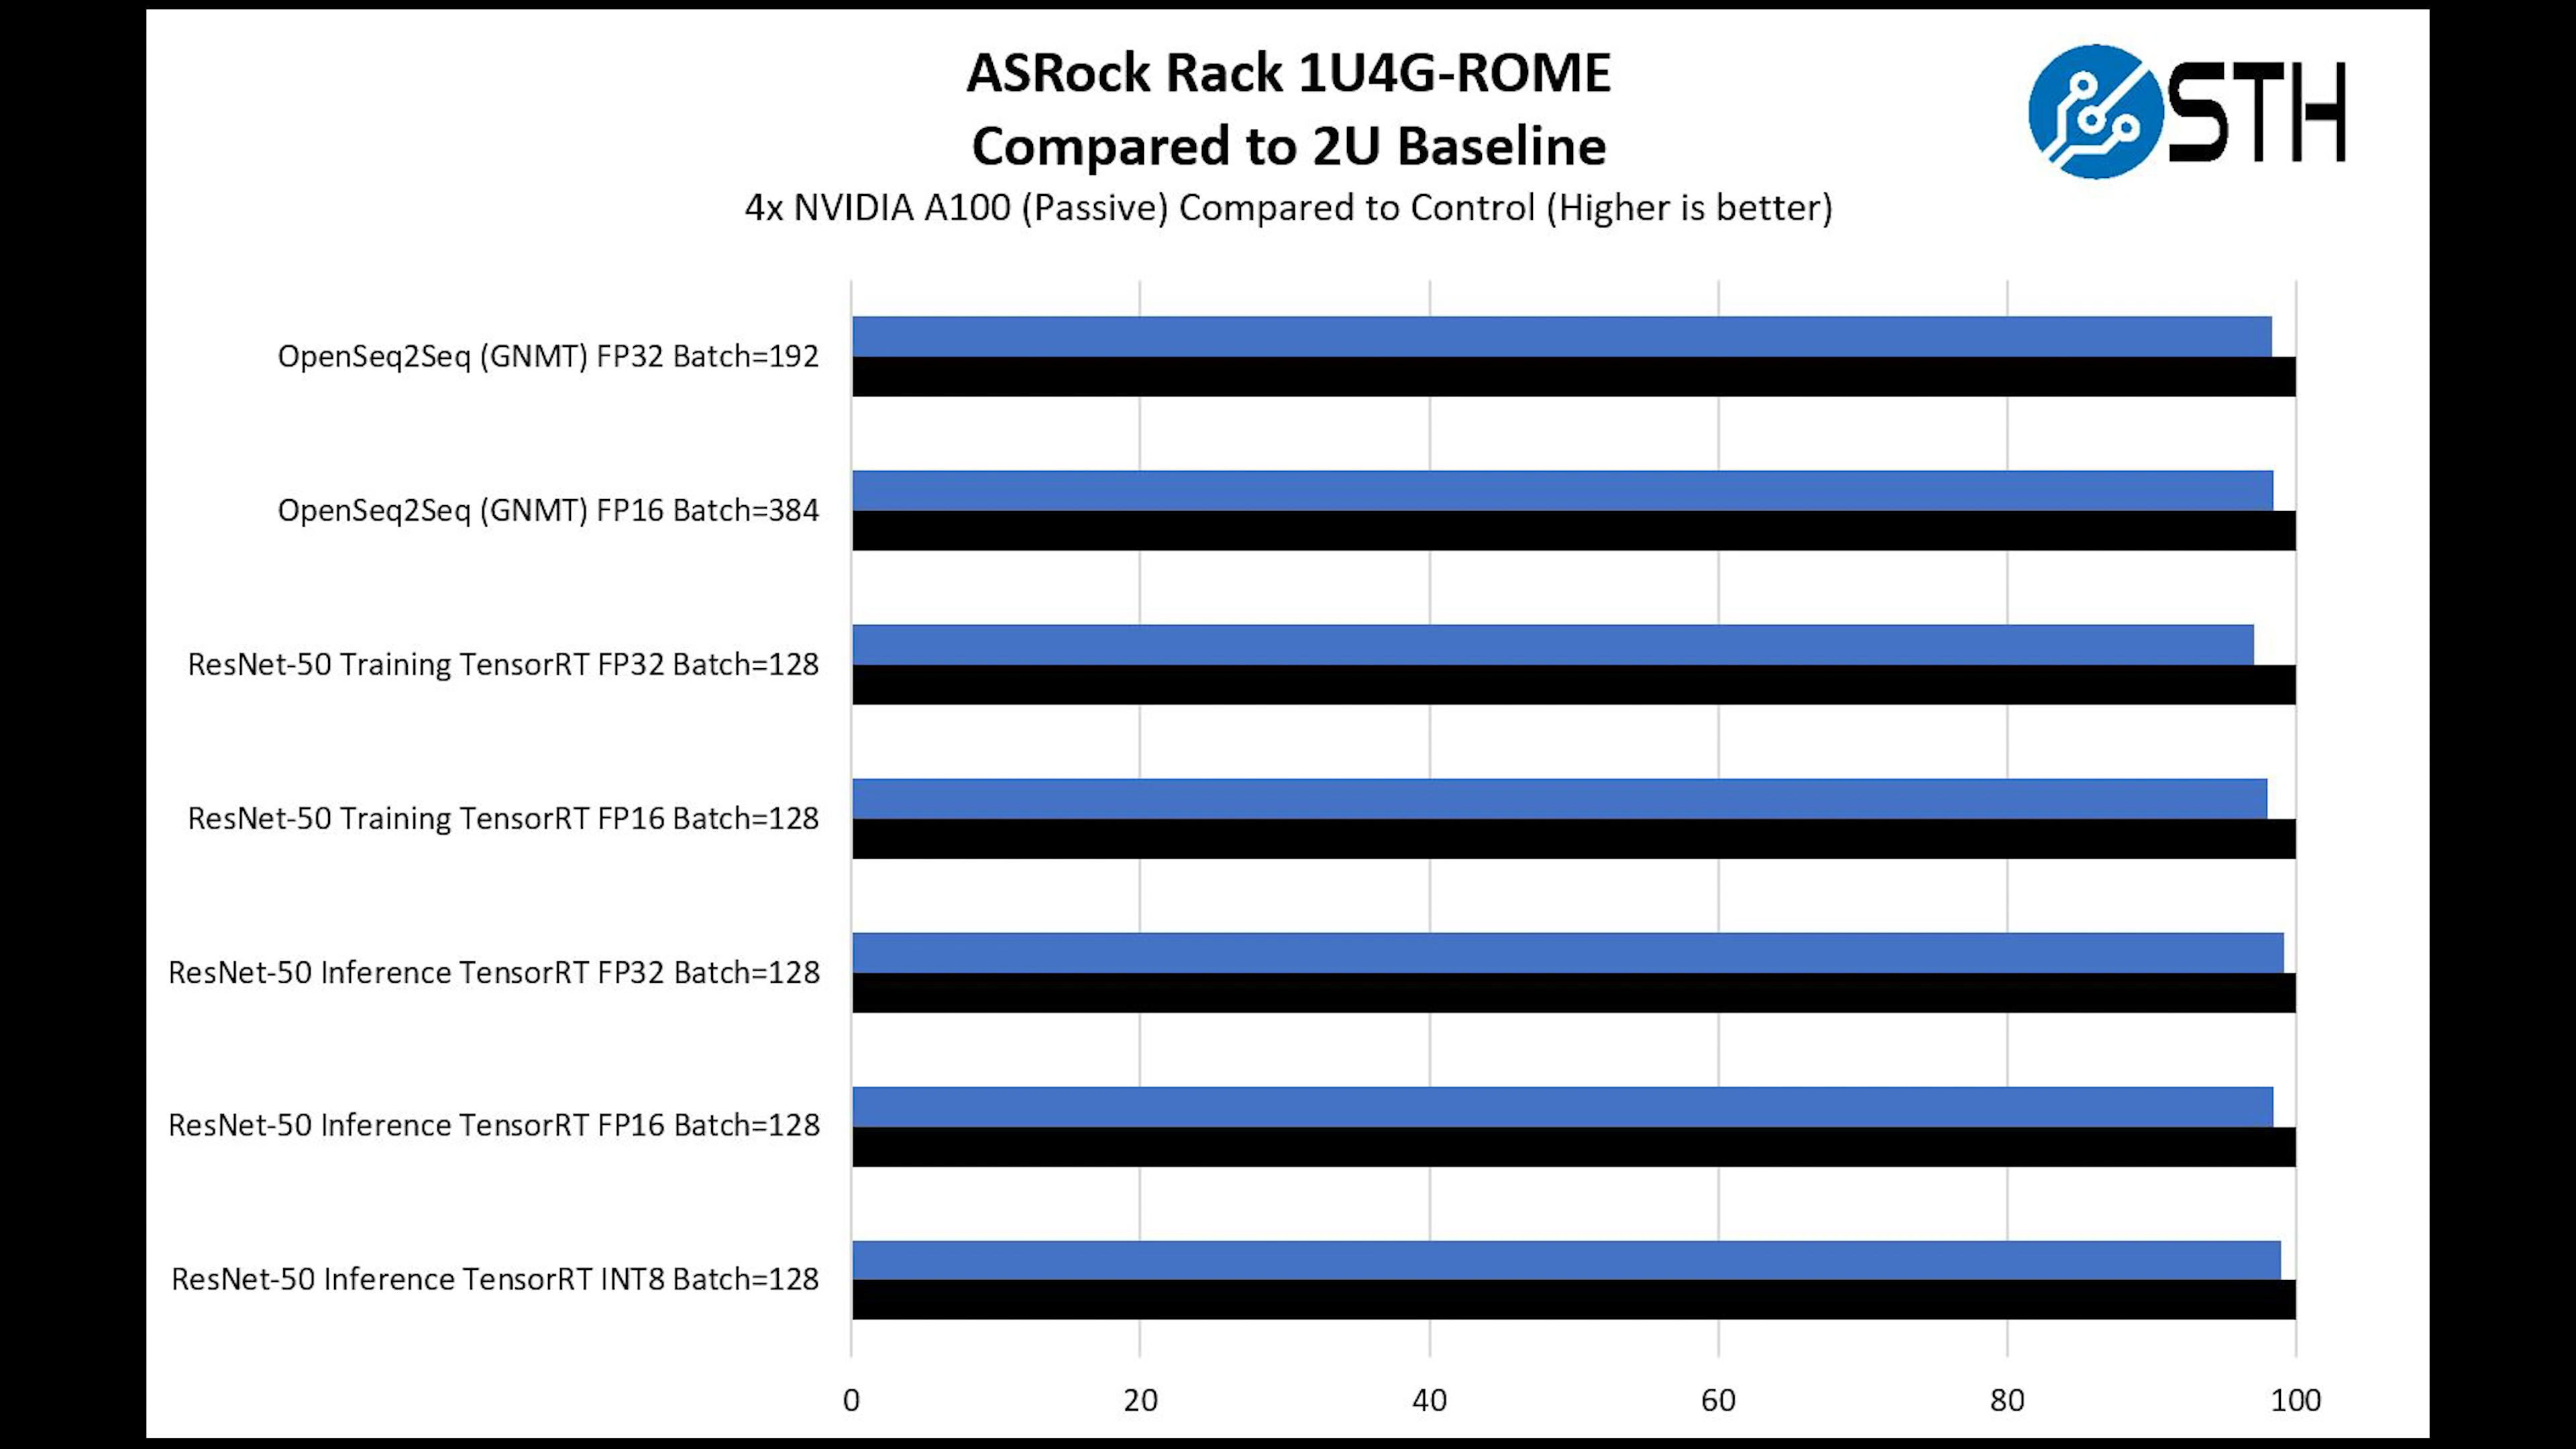 ASRock Rack 1U4G-ROME
Compared to 2U Baseline
4x NVIDIA A100 (Passive) Compared to Control (Higher is better)
STH
OpenSeq2Seq (GNMT) FP32 Batch=192
OpenSeq2Seq (GNMT) FP16 Batch=384
ResNet-50 Training TensorRT FP32 Batch=128
ResNet-50 Training TensorRT FP16 Batch=128
ResNet-50 Inference TensorRT FP32 Batch=128
ResNet-50 Inference TensorRT FP16 Batch=128
ResNet-50 Inference TensorRT INT8 Batch=128
0 20 40 60 80 100